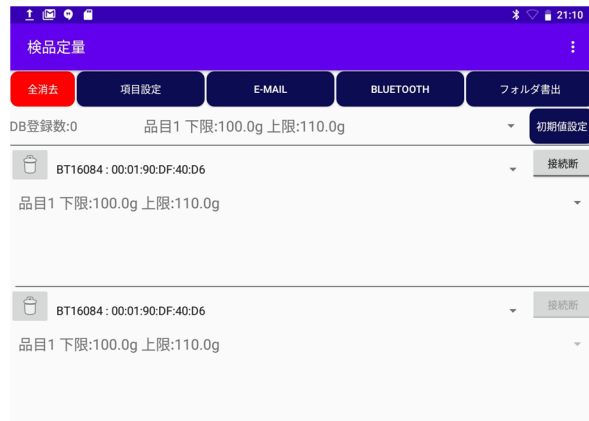 21:10
検品定量
全消去 項目設定 E-MAIL BLUETOOTH フォルダ書出
DB登録数:0 品目1 下限:100.0g 上限:110.0g 初期値設定
BT16084 : 00:01:90:DF:40:D6 接続断
品目1 下限:100.0g 上限:110.0g
BT16084 : 00:01:90:DF:40:D6 接続断
品目1 下限:100.0g 上限:110.0g